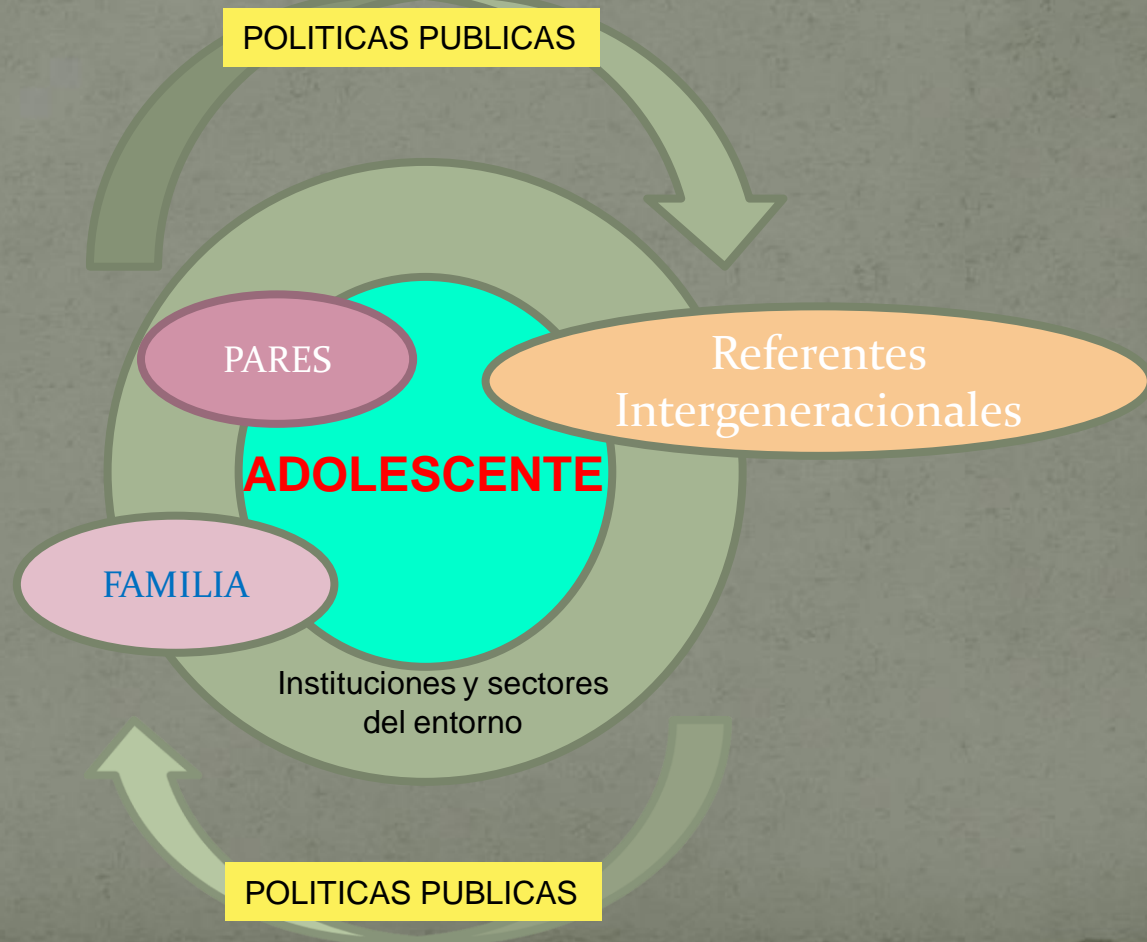 POLITICAS PUBLICAS
PARES
Referentes
Intergeneracionales
ADOLESCENTE
FAMILIA
Instituciones y sectores
del entorno
POLITICAS PUBLICAS